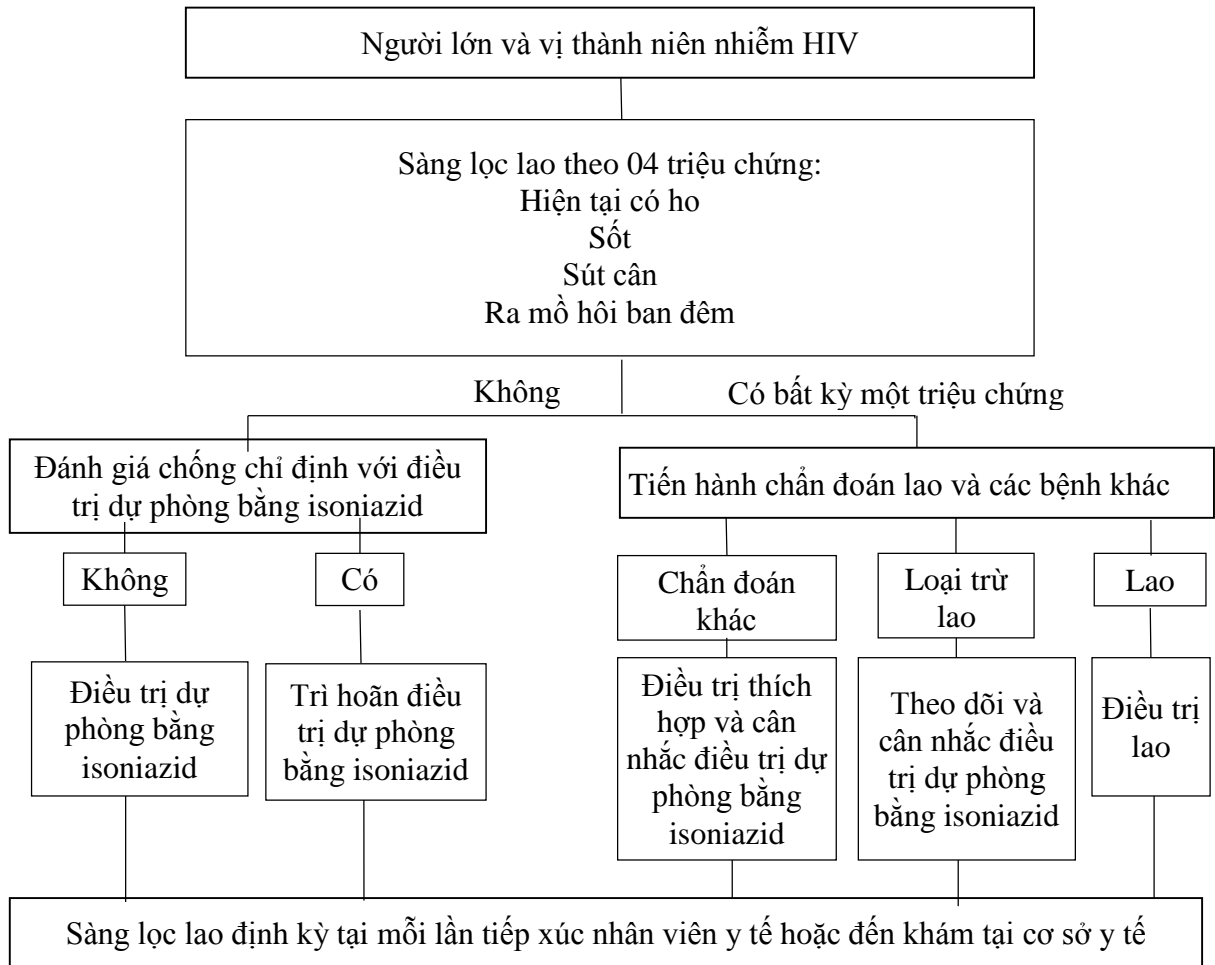 Người lớn và vị thành niên nhiễm HIV
Sàng lọc lao theo 04 triệu chứng:
Hiện tại có ho
Sốt
Sút cân
Ra mồ hôi ban đêm
Không
Có bất kỳ một triệu chứng
Đánh giá chống chỉ định với điều
trị dự phòng bằng isoniazid
Tiến hành chẩn đoán lao và các bệnh khác
Không
Có
Chẩn đoán
khác
Loại trừ
lao
Lao
Điều trị dự
phòng bằng
isoniazid
Trì hoãn điều
trị dự phòng
bằng isoniazid
Điều trị thích
hợp và cân
nhắc điều trị dự
phòng bằng
isoniazid
Theo dõi và
cân nhắc điều
trị dự phòng
bằng isoniazid
Điều trị
lao
Sàng lọc lao định kỳ tại mỗi lần tiếp xúc nhân viên y tế hoặc đến khám tại cơ sở y tế